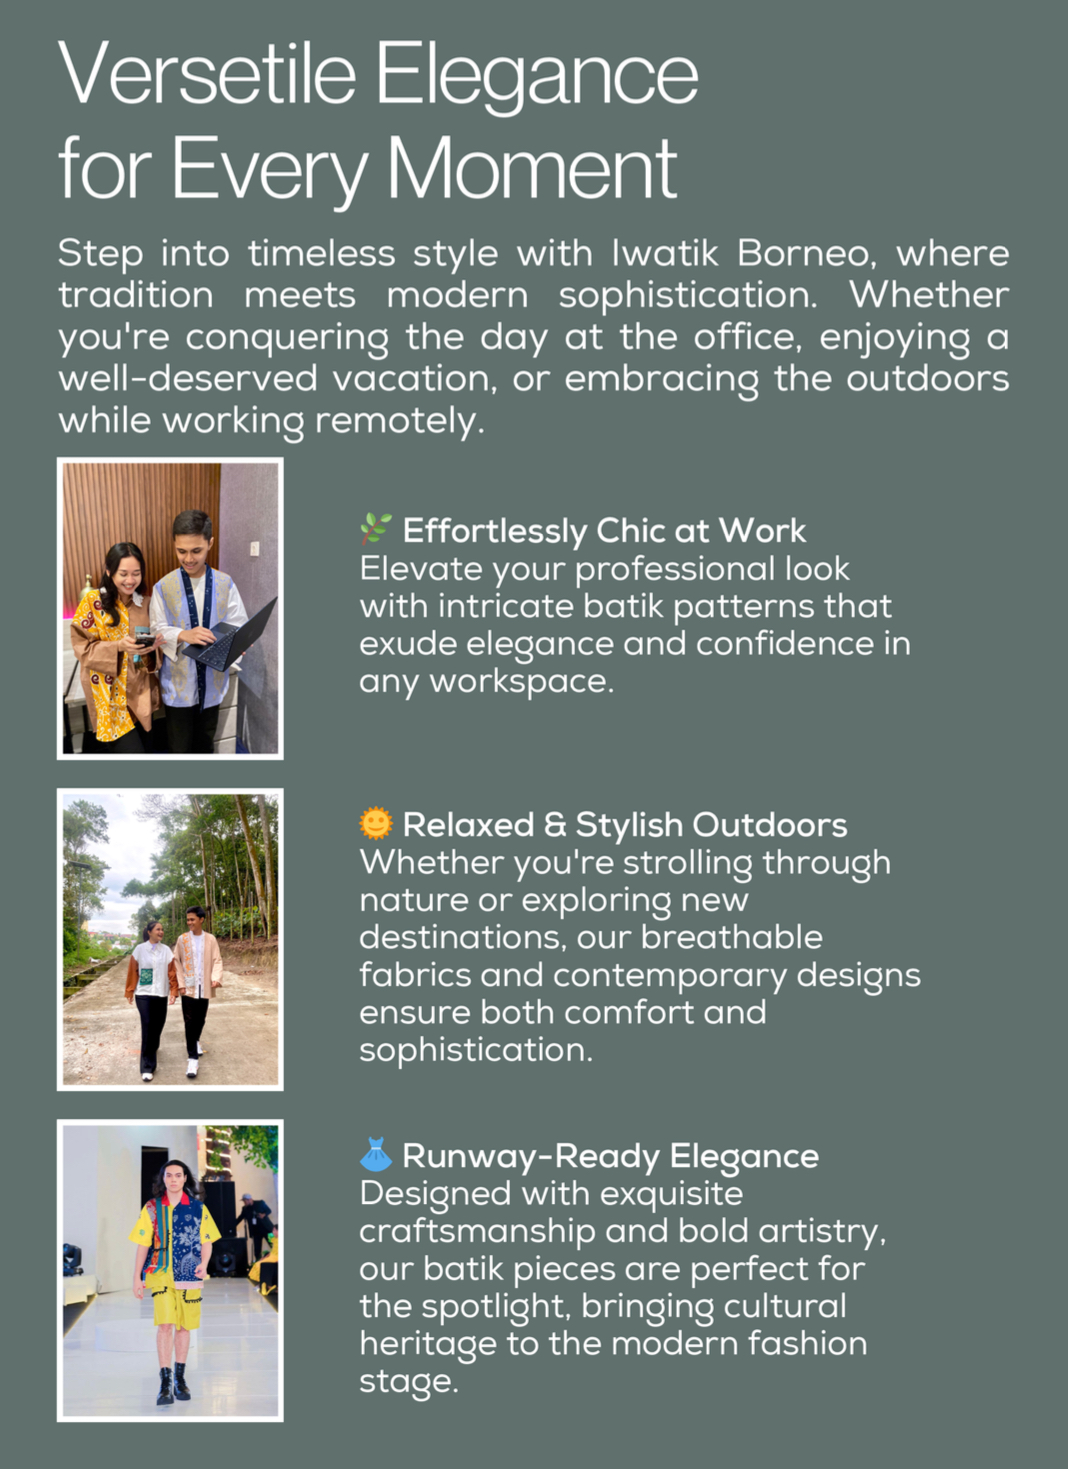 Versetile Elegance
for Every Moment
Step into timeless style with Iwatik Borneo, where
tradition meets modern sophistication. Whether
you're conquering the day at the office, enjoying a
well-deserved vacation, or embracing the outdoors
while working remotely.
🌿 Effortlessly Chic at Work
Elevate your professional look
with intricate batik patterns that
exude elegance and confidence in
any workspace.
🌞 Relaxed & Stylish Outdoors
Whether you're strolling through
nature or exploring new
destinations, our breathable
fabrics and contemporary designs
ensure both comfort and
sophistication.
👗 Runway-Ready Elegance
Designed with exquisite
craftsmanship and bold artistry,
our batik pieces are perfect for
the spotlight, bringing cultural
heritage to the modern fashion
stage.